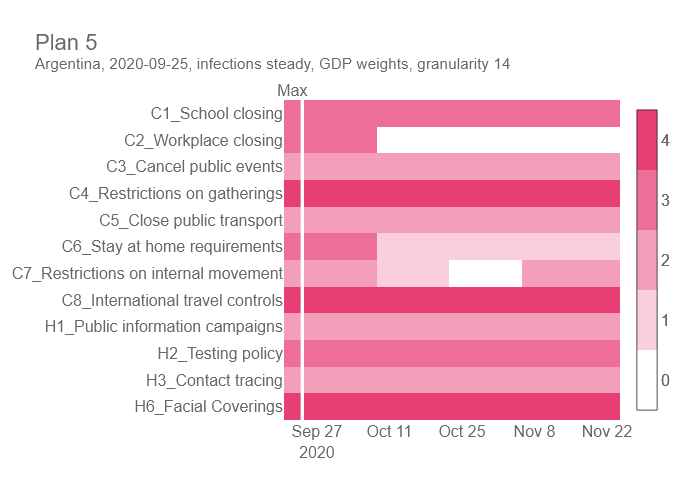 Plan 5
Argentina, 2020-09-25, infections steady, GDP weights, granularity 14
Max
C1_School closing
C2_Workplace closing
C3_Cancel public events
C4_Restrictions on gatherings
C5_Close public transport
C6_Stay at home requirements
C7_Restrictions on internal movement
C8_International travel controls
H1_Public information campaigns
H2_Testing policy
H3_Contact tracing
H6_Facial Coverings
4
3
2
1
0
Sep 27 Oct 11 Oct 25 Nov 8 Nov 22
2020